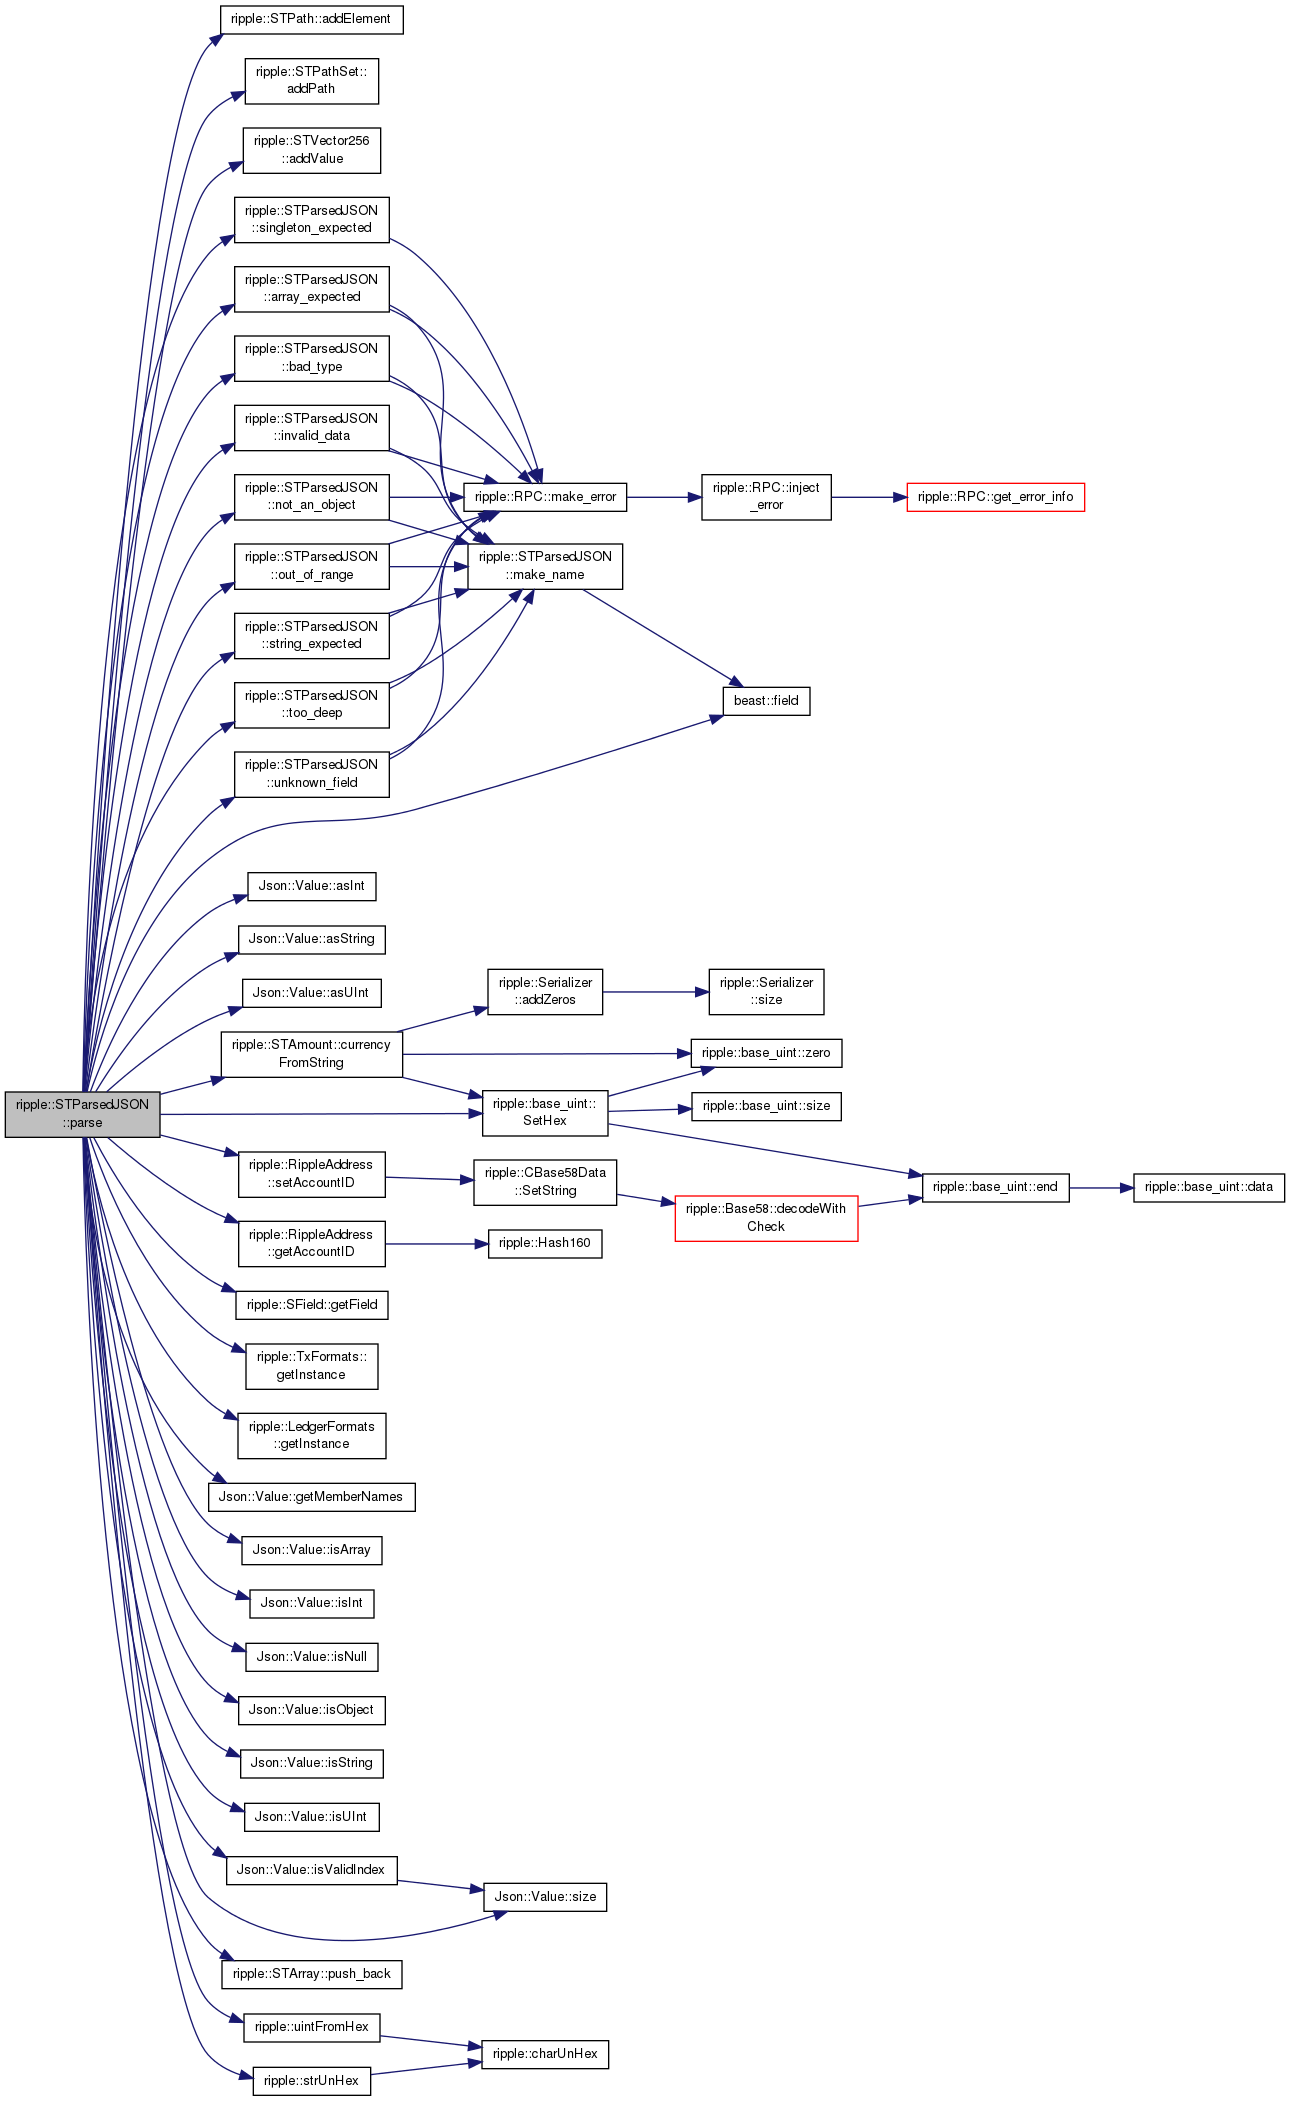 ripple::STPath::addElement
ripple::STPathSet::
addPath
ripple::STVector256
::addValue
ripple::STParsedJSON
::singleton_expected
ripple::STParsedJSON
::array_expected
ripple::STParsedJSON
::bad_type
ripple::STParsedJSON
::invalid_data
ripple::STParsedJSON
::not_an_object
ripple::RPC::make_error
ripple::RPC::inject
_error
ripple::RPC::get_error_info
ripple::STParsedJSON
::out_of_range
ripple::STParsedJSON
::make_name
ripple::STParsedJSON
::string_expected
ripple::STParsedJSON
::too_deep
beast::field
ripple::STParsedJSON
::unknown_field
Json::Value::asInt
Json::Value::asString
Json::Value::asUInt
ripple::Serializer
::addZeros
ripple::Serializer
::size
ripple::STAmount::currency
FromString
ripple::base_uint::zero
ripple::STParsedJSON
::parse
ripple::base_uint::
SetHex
ripple::base_uint::size
ripple::RippleAddress
::setAccountID
ripple::CBase58Data
::SetString
ripple::Base58::decodeWith
Check
ripple::base_uint::end
ripple::base_uint::data
ripple::RippleAddress
::getAccountID
ripple::Hash160
ripple::SField::getField
ripple::TxFormats::
getInstance
ripple::LedgerFormats
::getInstance
Json::Value::getMemberNames
Json::Value::isArray
Json::Value::isInt
Json::Value::isNull
Json::Value::isObject
Json::Value::isString
Json::Value::isUInt
Json::Value::isValidIndex
Json::Value::size
ripple::STArray::push_back
ripple::uintFromHex
ripple::charUnHex
ripple::strUnHex